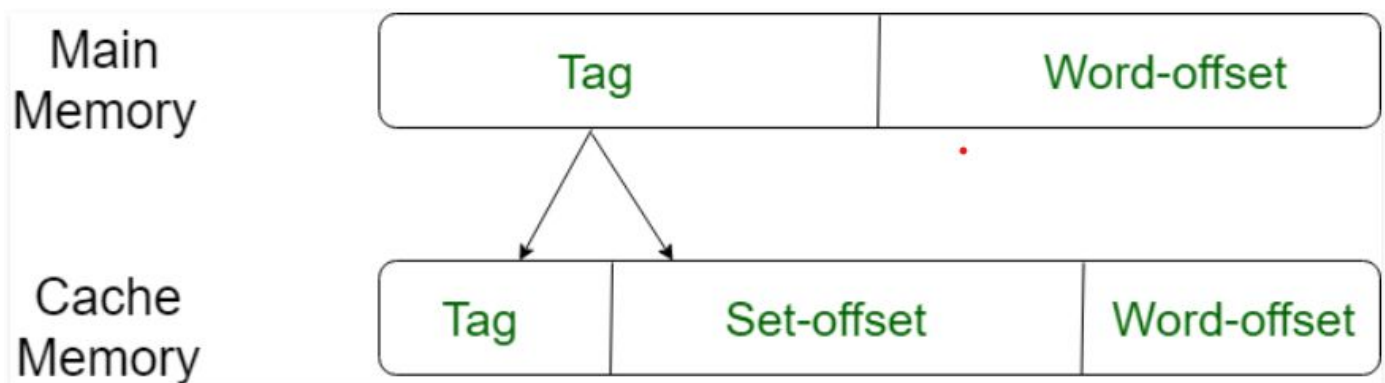 Main
Memory
Tag
Word-offset
Cache
Memory
Tag
Set-offset
Word-offset